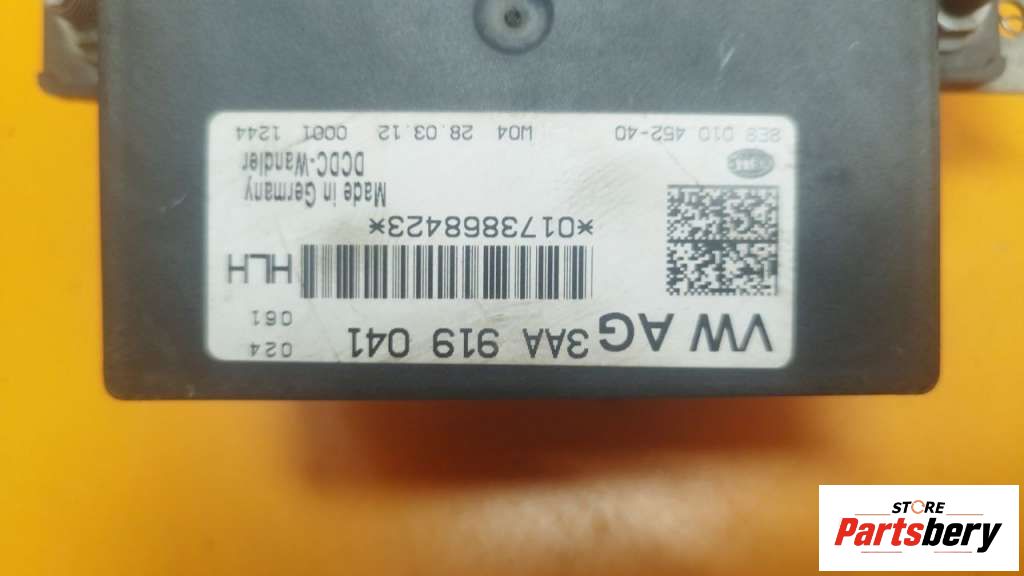 VW AG 3AA 919 041
024
061
HLH
*0173868423*
Made in Germany
DCDC-Wandler
8ES 010 452-40 W04 28.03.12 0001 1244
STORE
Partsbery